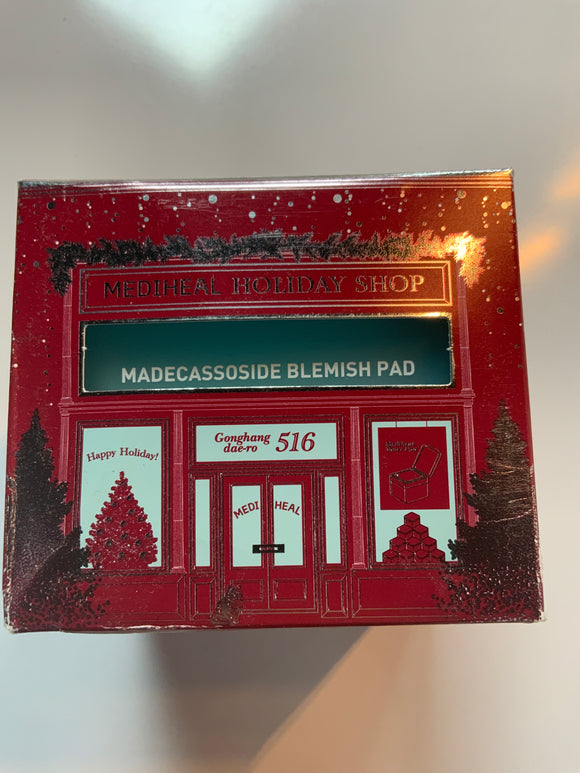 MEDIHEAL HOLIDAY SHOP
MADECASSOSIDE BLEMISH PAD
Happy Holiday!
Gonghang
dae-ro 516
MEDI HEAL